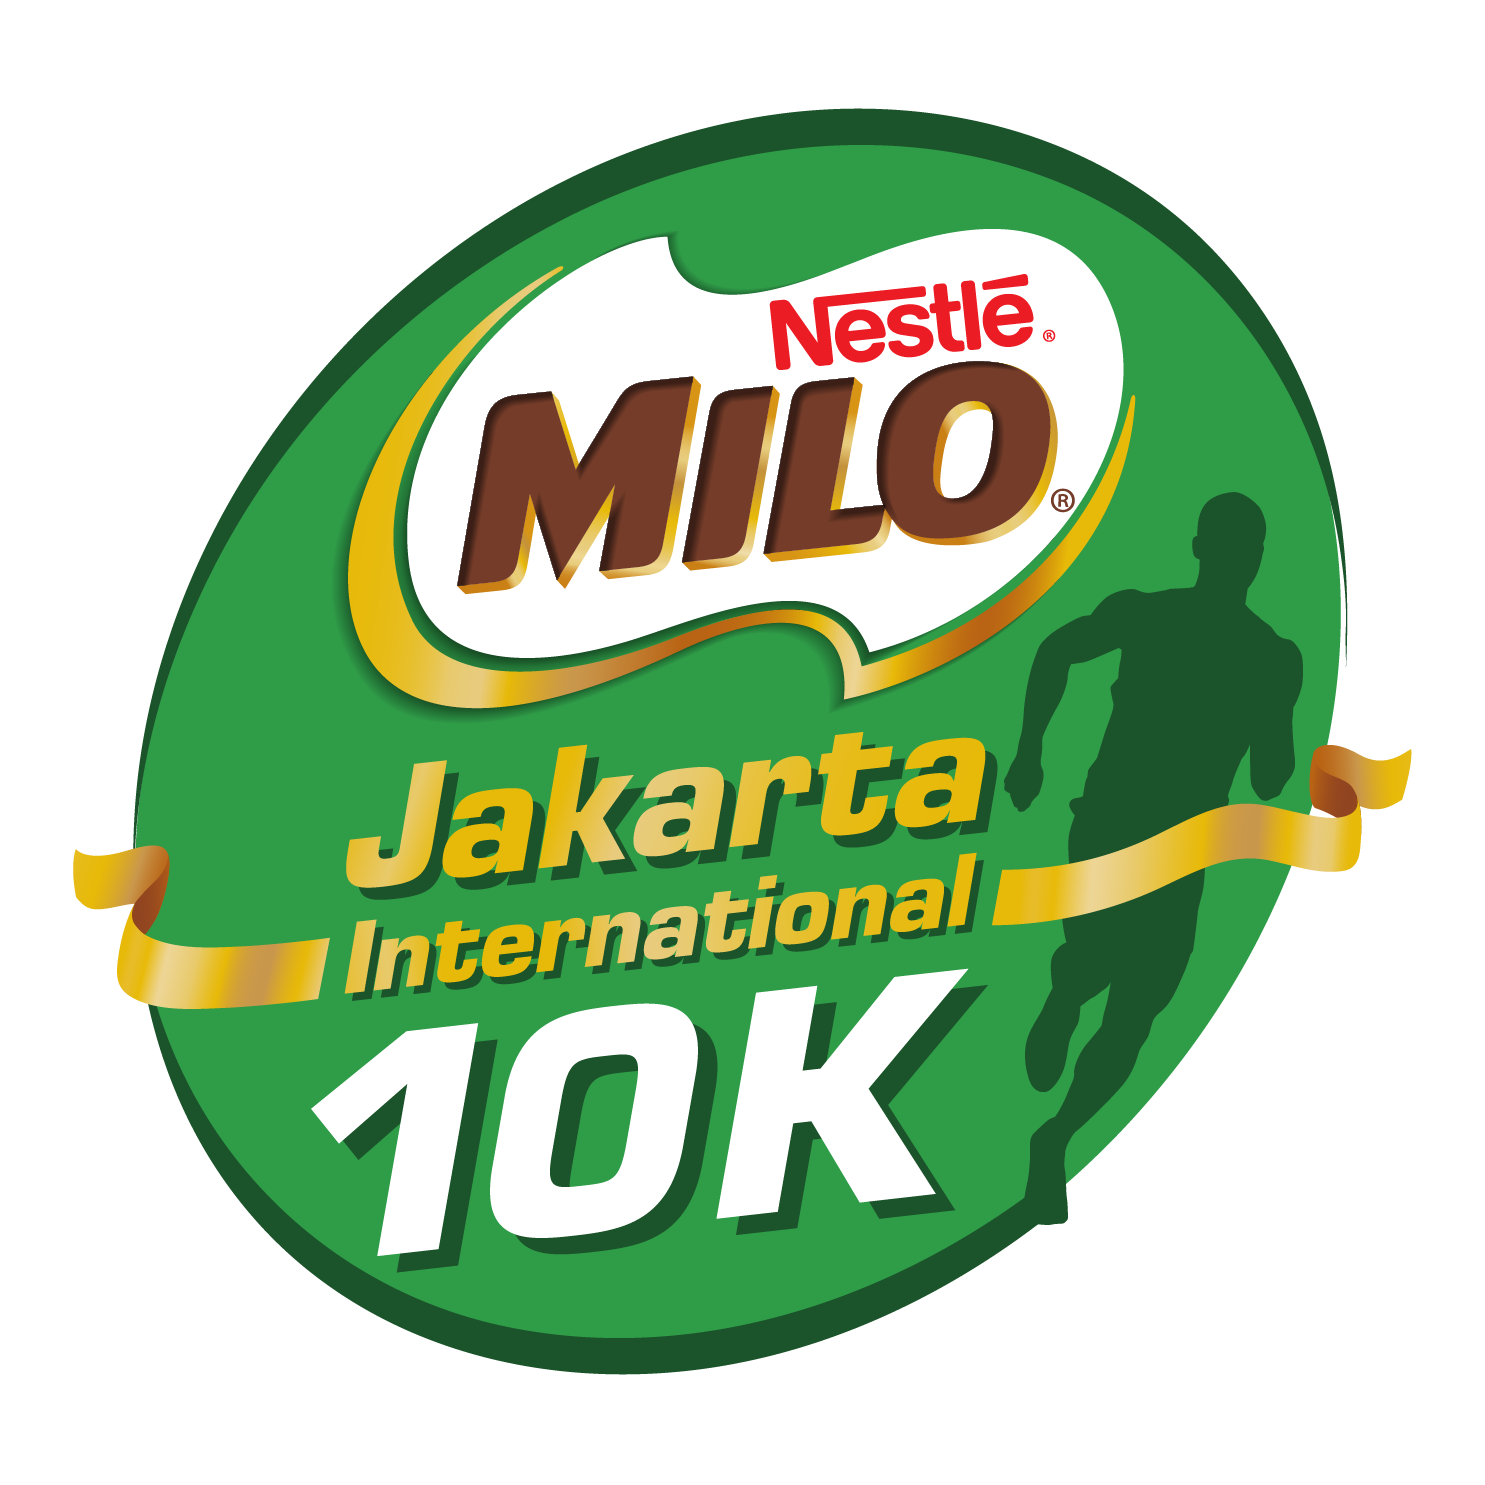 Nestlé ®
MILO ®
Jakarta
International
10K